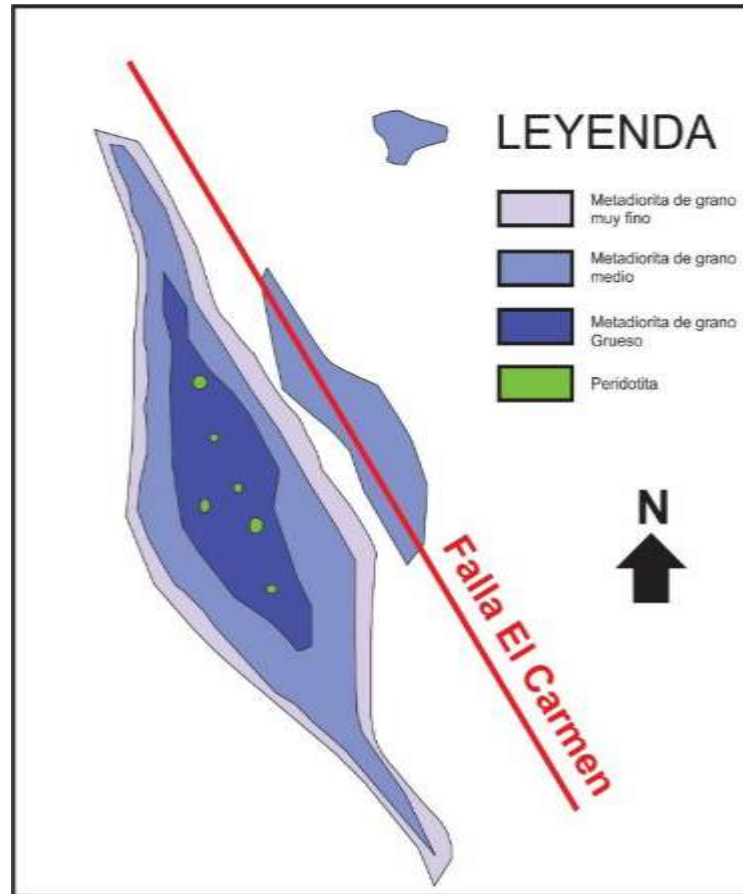 LEYENDA
Metadiorita de grano
muy fino
Metadiorita de grano
medio
Metadiorita de grano
Grueso
Peridotita
N
Falla El Carmen